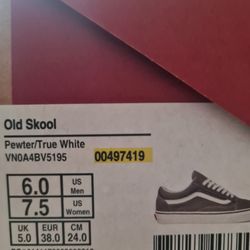 Old Skool
Pewter/True White
VN0A4BV5195 00497419
6.0 US Men
7.5 US Women
UK EUR CM
5.0 38.0 24.0